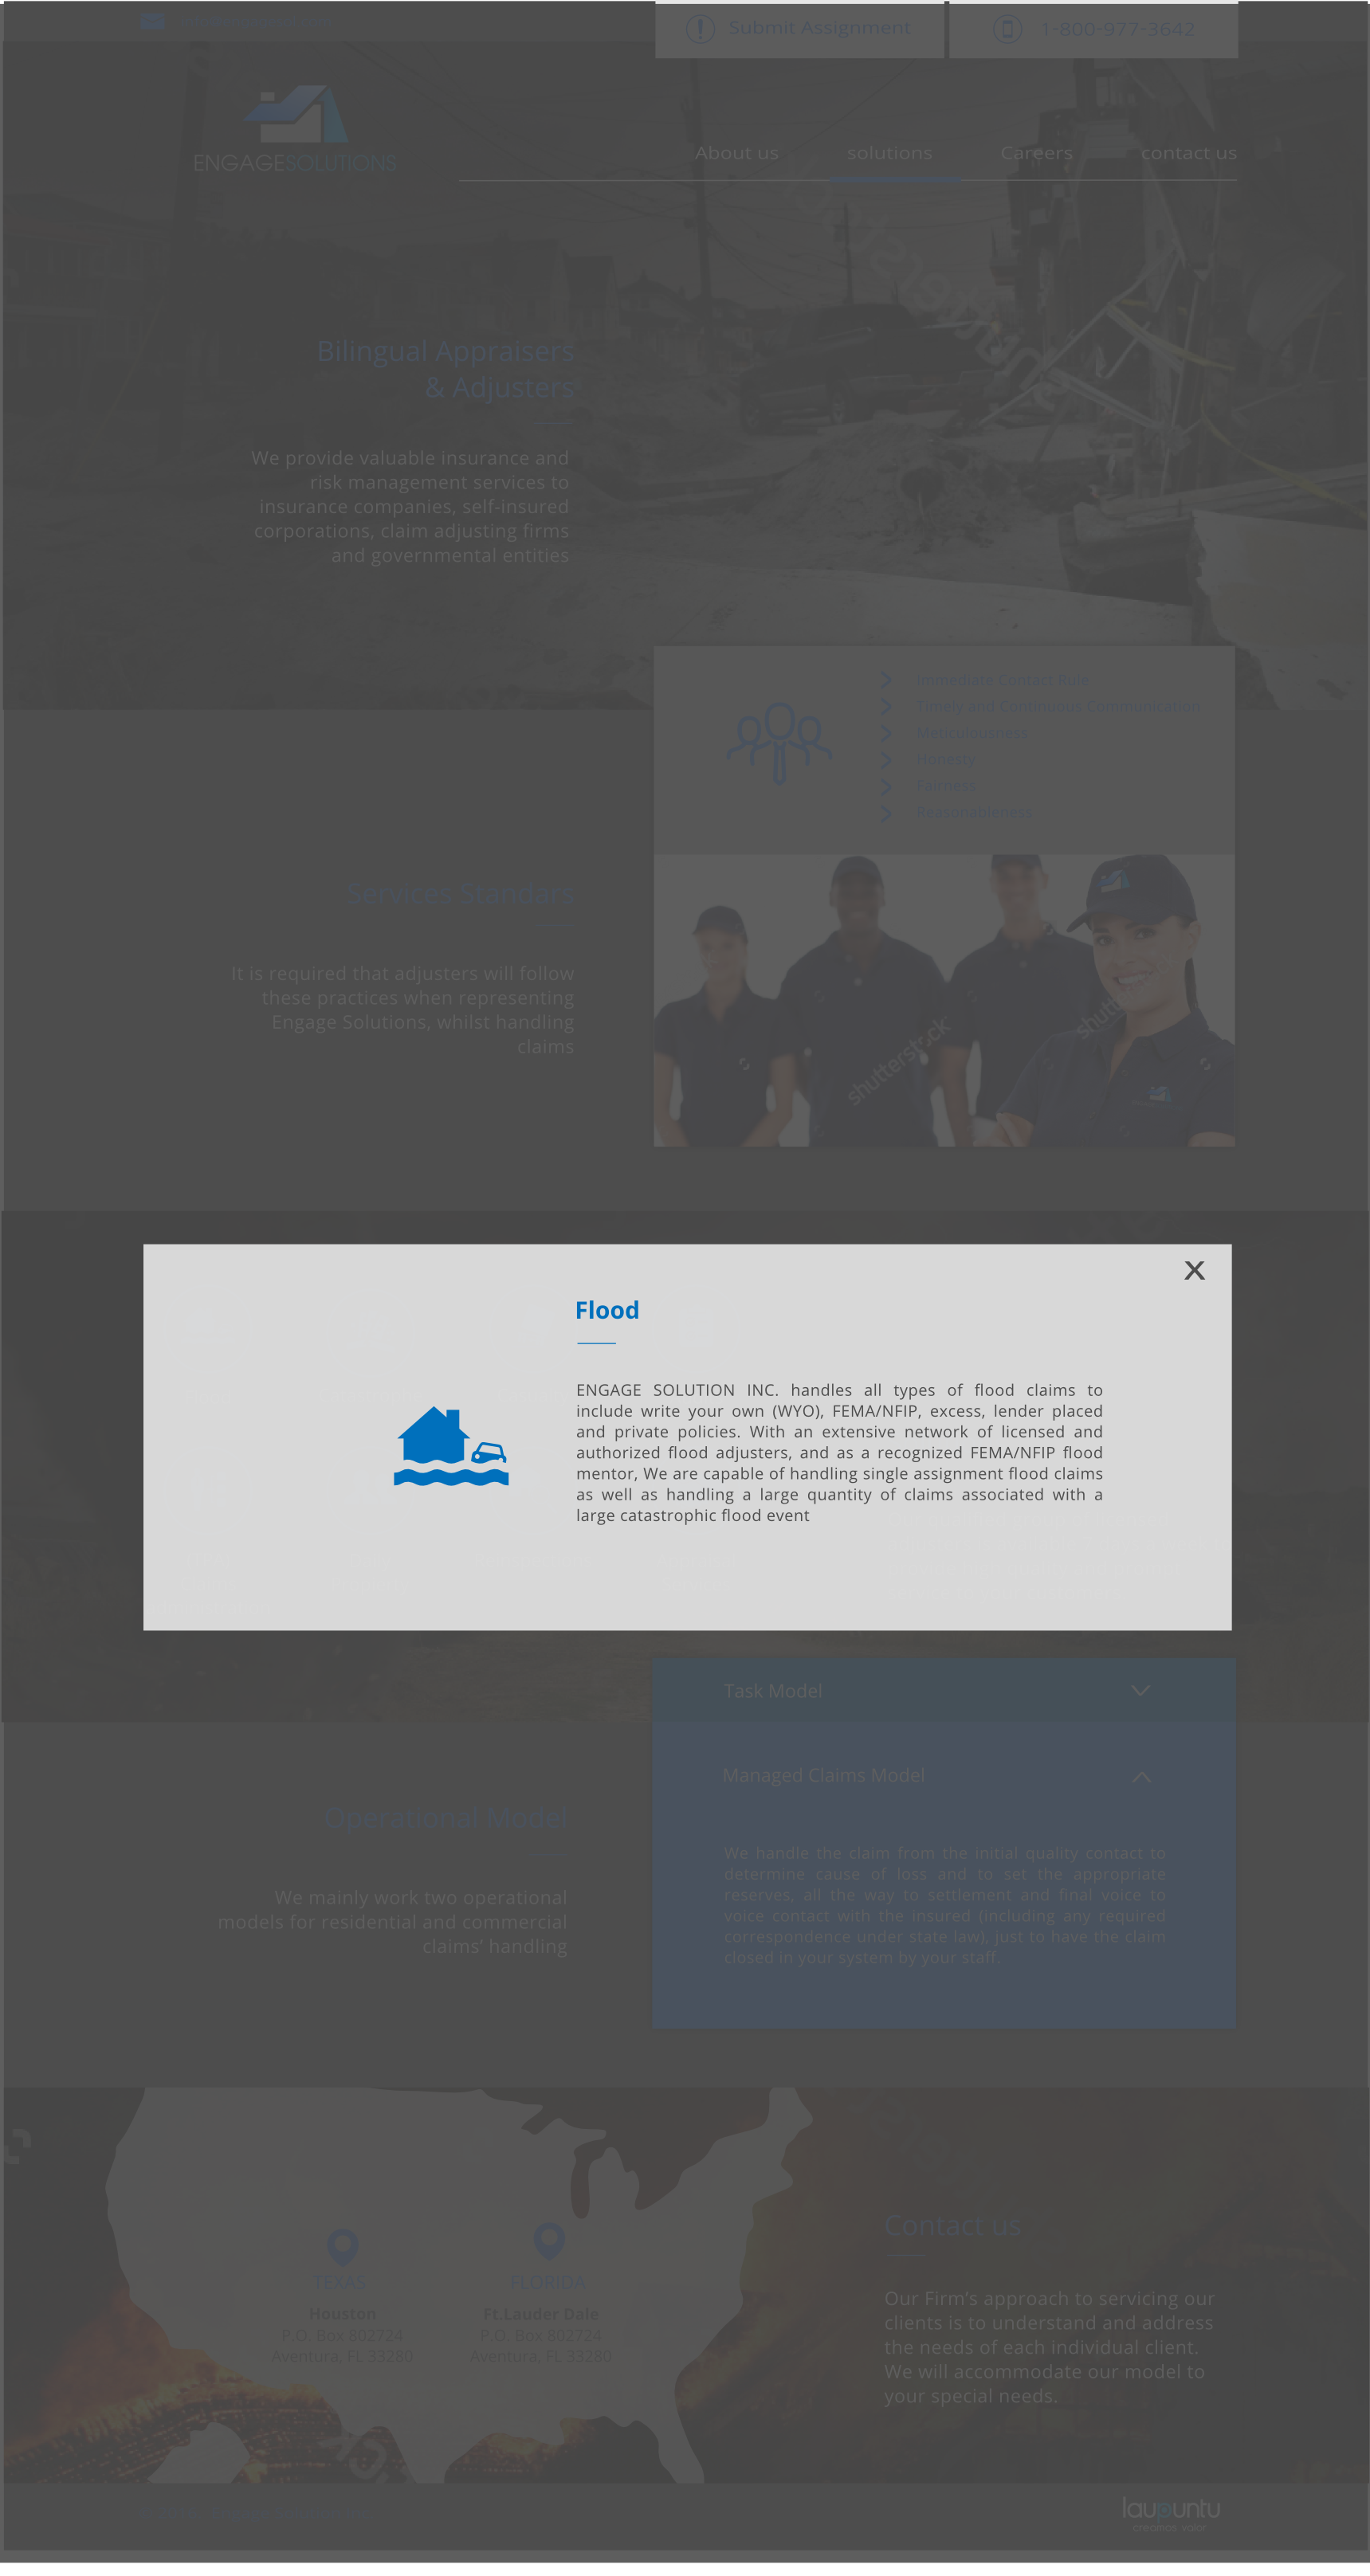 Submit Assignment
1-800-977-3642
ENGAGESOLUTIONS
About us
solutions
Careers
contact us
Bilingual Appraisers
& Adjusters
We provide valuable insurance and
risk management services to
insurance companies, self-insured
corporations, claim adjusting firms
and governmental entities
Immediate Contact Rule
Timely and Continuous Communication
Meticulousness
Honesty
Fairness
Reasonableness
Services Standars
It is required that adjusters will follow
these practices when representing
Engage Solutions, whilst handling
claims
shutterstock
shutt
X
Flood
ENGAGE SOLUTION INC. handles all types of flood claims to
include write your own (WYO), FEMA/NFIP, excess, lender placed
and private policies. With an extensive network of licensed and
authorized flood adjusters, and as a recognized FEMA/NFIP flood
mentor, We are capable of handling single assignment flood claims
as well as handling a large quantity of claims associated with a
large catastrophic flood event
Task Model
Managed Claims Model
We handle the claim from the initial quality contact to
determine cause of loss and to set the appropriate
reserves, all the way to settlement and final voice to
voice contact with the insured (including any required
correspondence under state law), just to have the claim
closed in your system by your staff.
Operational Model
We mainly work two operational
models for residential and commercial
claims' handling
TEXAS
Houston
P.O. Box 802724
Aventura, FL 33280
FLORIDA
Ft.Lauder Dale
P.O. Box 802724
Aventura, FL 33280
Contact us
Our Firm's approach to servicing our
clients is to understand and address
the needs of each individual client.
We will accommodate our model to
your special needs.
laupuntu